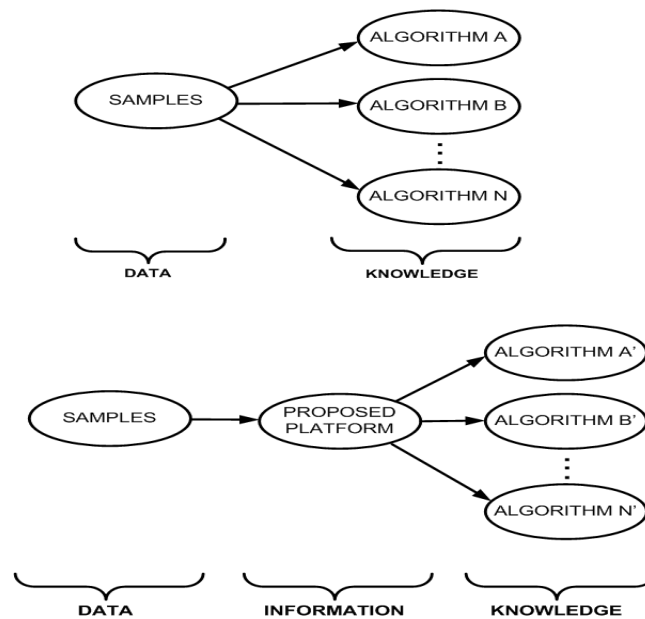 ALGORITHM A
SAMPLES
ALGORITHM B
ALGORITHM N
DATA
KNOWLEDGE
ALGORITHM A'
SAMPLES
PROPOSED
PLATFORM
ALGORITHM B'
ALGORITHM N'
DATA
INFORMATION
KNOWLEDGE